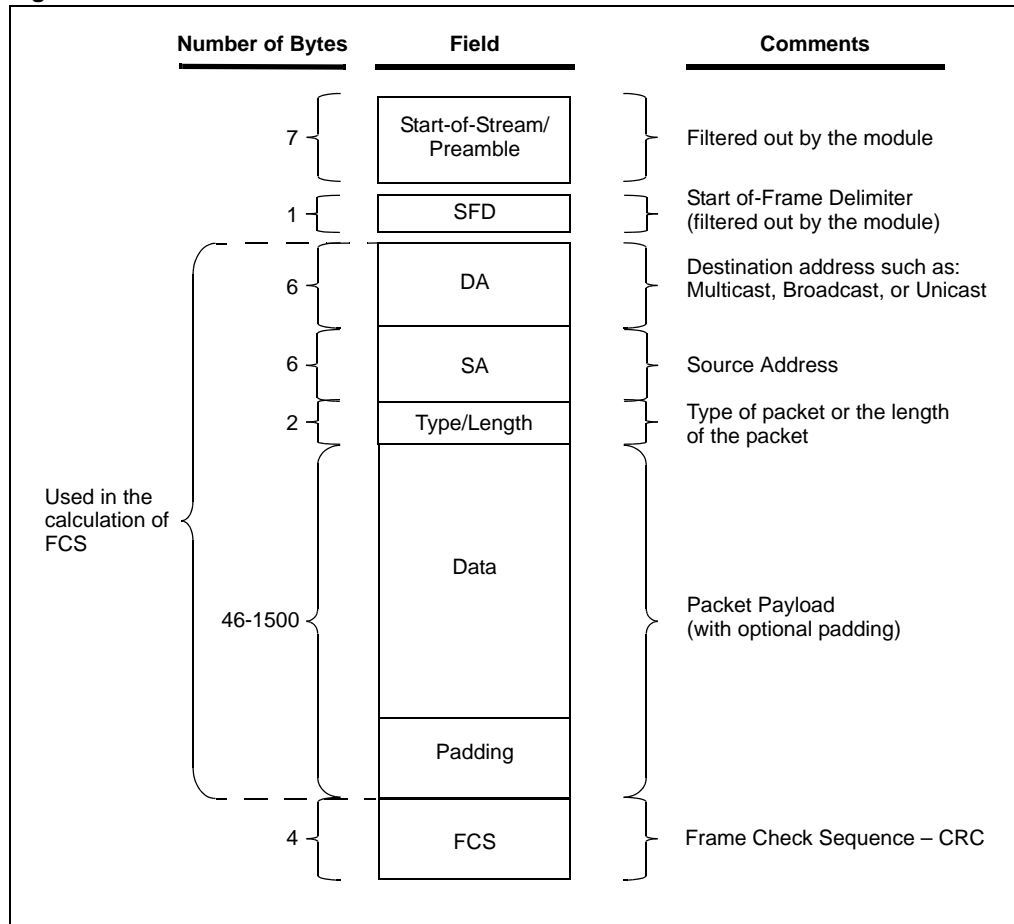 Number of Bytes Field Comments
7
Start-of-Stream/
Preamble
Filtered out by the module
1
SFD
Start of-Frame Delimiter
(filtered out by the module)
6
DA
Destination address such as:
Multicast, Broadcast, or Unicast
6
SA
Source Address
2
Type/Length
Type of packet or the length
of the packet
Used in the
calculation of
FCS
46-1500
Data
Padding
Packet Payload
(with optional padding)
4
FCS
Frame Check Sequence – CRC